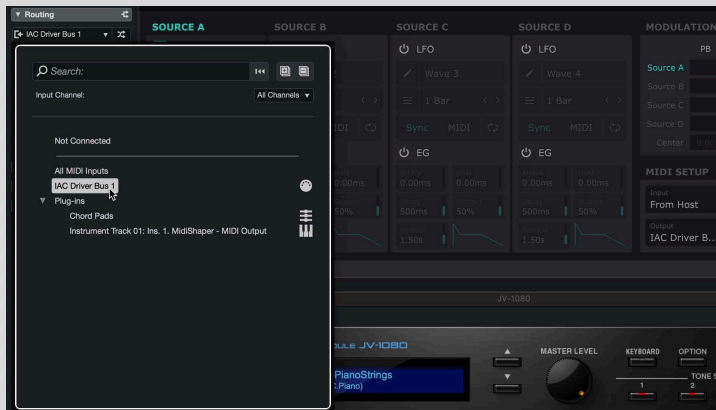 Routing
IAC Driver Bus 1
SOURCE A
SOURCE B
SOURCE C
SOURCE D
MODULATION
Search:
Input Channel:
All Channels
Not Connected
All MIDI Inputs
IAC Driver Bus 1
Plug-ins
Chord Pads
Instrument Track 01: Ins. 1. MidiShaper - MIDI Output
LFO
LFO
Wave 3
Wave 4
1 Bar
1 Bar
Sync MIDI
Sync MIDI
EG
EG
0.00ms
0.00ms
0.00ms
0.00ms
0.00ms
50%
500ms
50%
500ms
50%
1.50s
1.50s
PB
Source A
Source B
Source C
Source D
Center
MIDI SETUP
Input
From Host
Output
IAC Driver B...
JV-1080
JV-1080
PianoStrings
MASTER LEVEL
KEYBOARD
OPTION
1
2